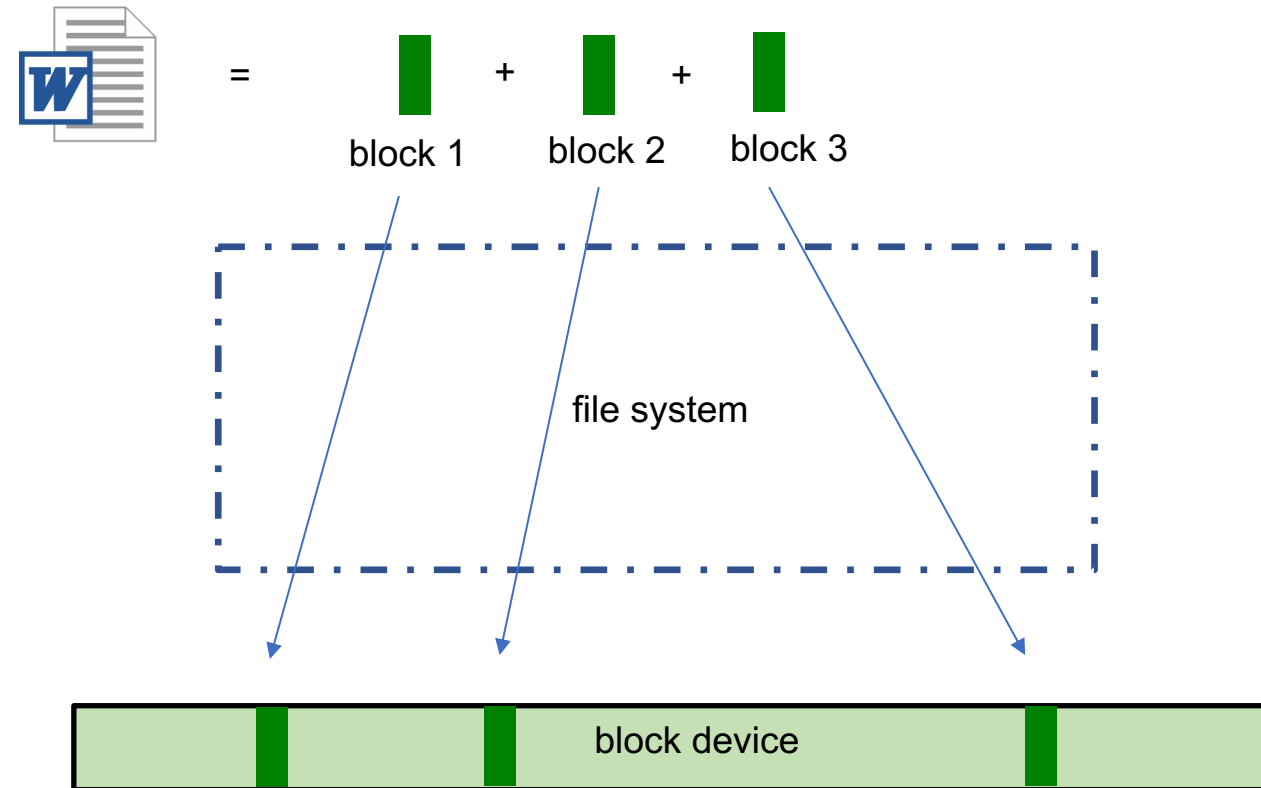 W
= + +
block 1 block 2 block 3
file system
block device